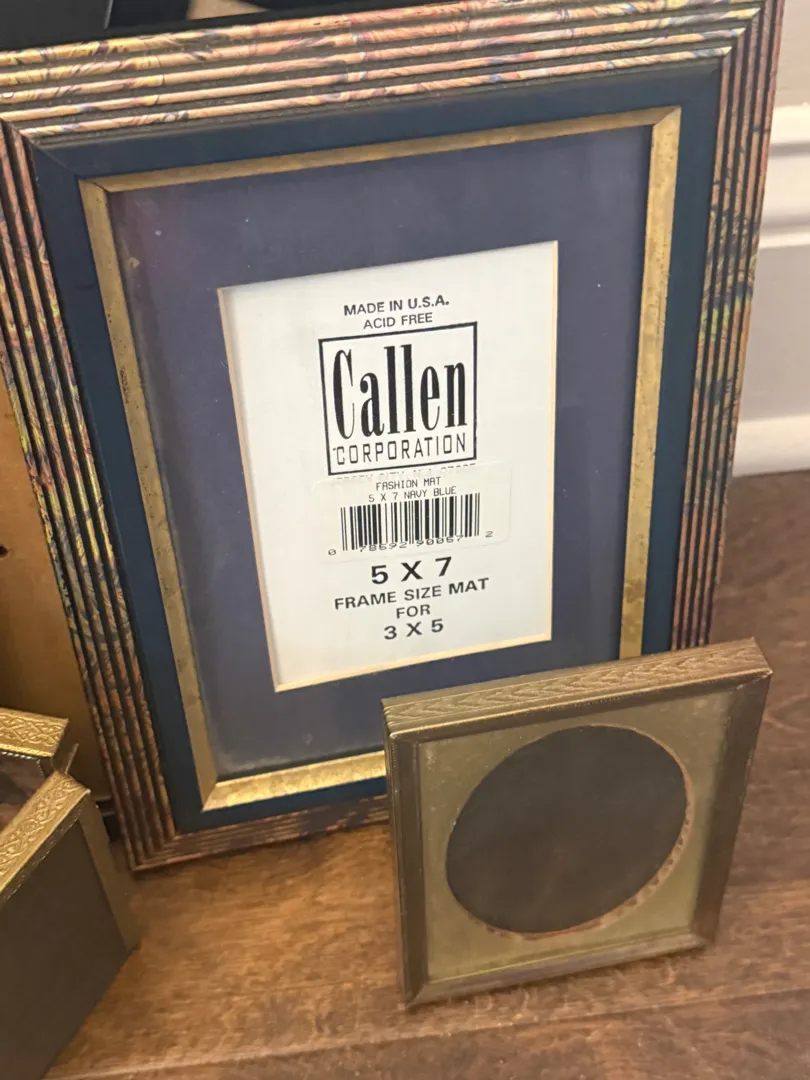 MADE IN U.S.A.
ACID FREE
Callen
CORPORATION
FASHION MAT
5 X 7 NAVY BLUE
5 X 7
FRAME SIZE MAT
FOR
3 X 5